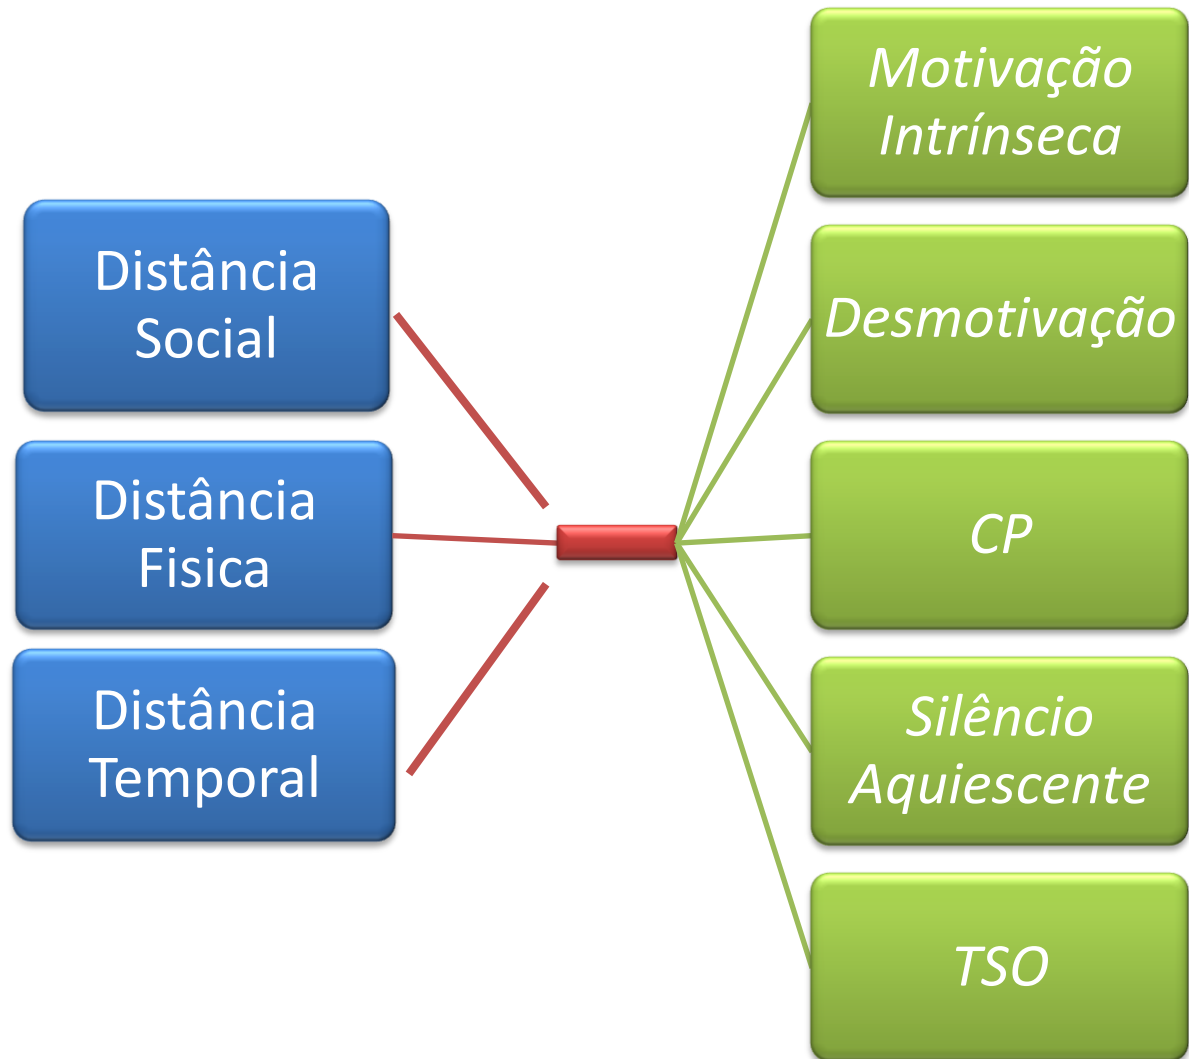 Distância
Social
Distância
Fisica
Distância
Temporal
Motivação
Intrínseca
Desmotivação
CP
Silêncio
Aquiescente
TSO